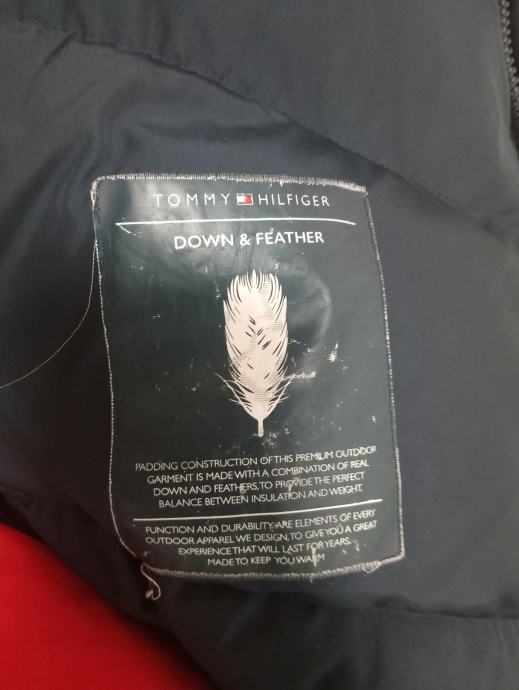 TOMMY HILFIGER
DOWN & FEATHER
PADDING CONSTRUCTION OF THIS PREMIUM OUTDOOR
GARMENT IS MADE WITH A COMBINATION OF REAL
DOWN AND FEATHERS, TO PROVIDE THE PERFECT
BALANCE BETWEEN INSULATION AND WEIGHT.
FUNCTION AND DURABILITY ARE ELEMENTS OF EVERY
OUTDOOR APPAREL WE DESIGN, TO GIVE YOU A GREAT
EXPERIENCE THAT WILL LAST FOR YEARS.
MADE TO KEEP YOU WARM